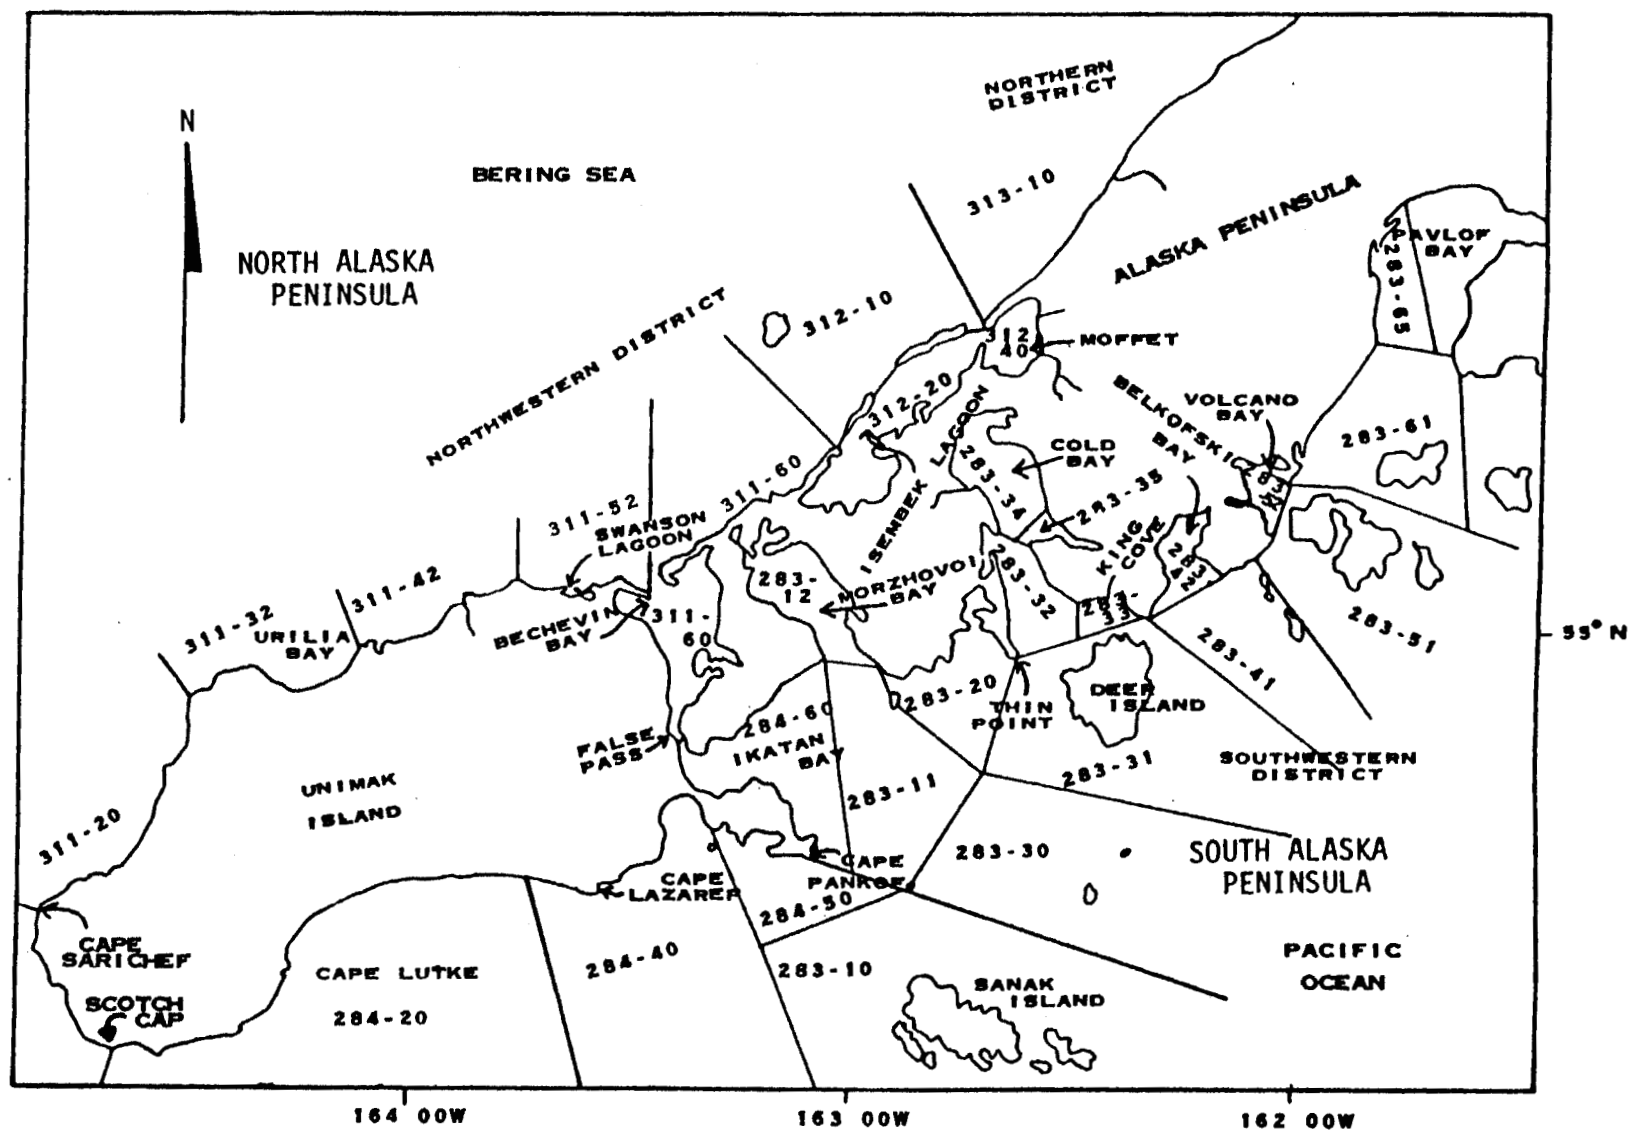 NORTHERN
DISTRICT
N
BERING SEA
313-10
ALASKA PENINSULA
PAVLOF
BAY
283-65
NORTH ALASKA
PENINSULA
NORTHWESTERN DISTRICT
312-10
312
40
MOFFET
312-20
BELKOFSKI
BAY
VOLCANO
BAY
283-61
COLD
BAY
ISEMBEK LAGOON
283-34
283-35
311-60
311-52
SWANSON
LAGOON
KING
COVE
283
42
311-42
283-
12
MORZHOVOI
BAY
283-32
283-
33
311-32
URILIA
BAY
BECHEVIN
BAY
311-
60
283-51
55° N
283-41
283-20
DEER
ISLAND
THIN
POINT
284-60
IKATAN
BAY
FALSE
PASS
283-31
SOUTHWESTERN
DISTRICT
UNIMAK
ISLAND
283-11
311-20
283-30
SOUTH ALASKA
PENINSULA
CAPE
PANKOF
CAPE
LAZAREF
284-50
CAPE
SARICHEF
CAPE LUTKE
284-40
283-10
PACIFIC
OCEAN
SANAK
ISLAND
SCOTCH
CAP
284-20
164 00W
163 00W
162 00W